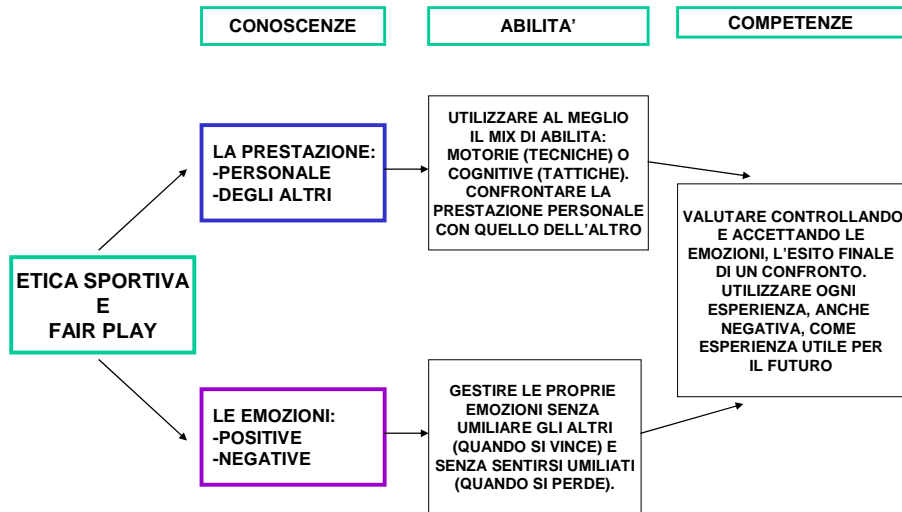 CONOSCENZE
ABILITA’
COMPETENZE
ETICA SPORTIVA
E
FAIR PLAY
LA PRESTAZIONE:
-PERSONALE
-DEGLI ALTRI
UTILIZZARE AL MEGLIO
IL MIX DI ABILITA:
MOTORIE (TECNICHE) O
COGNITIVE (TATTICHE).
CONFRONTARE LA
PRESTAZIONE PERSONALE
CON QUELLO DELL’ALTRO
LE EMOZIONI:
-POSITIVE
-NEGATIVE
GESTIRE LE PROPRIE
EMOZIONI SENZA
UMILIARE GLI ALTRI
(QUANDO SI VINCE) E
SENZA SENTIRSI UMILIATI
(QUANDO SI PERDE).
VALUTARE CONTROLLANDO
E ACCETTANDO LE
EMOZIONI, L’ESITO FINALE
DI UN CONFRONTO.
UTILIZZARE OGNI
ESPERIENZA, ANCHE
NEGATIVA, COME
ESPERIENZA UTILE PER
IL FUTURO